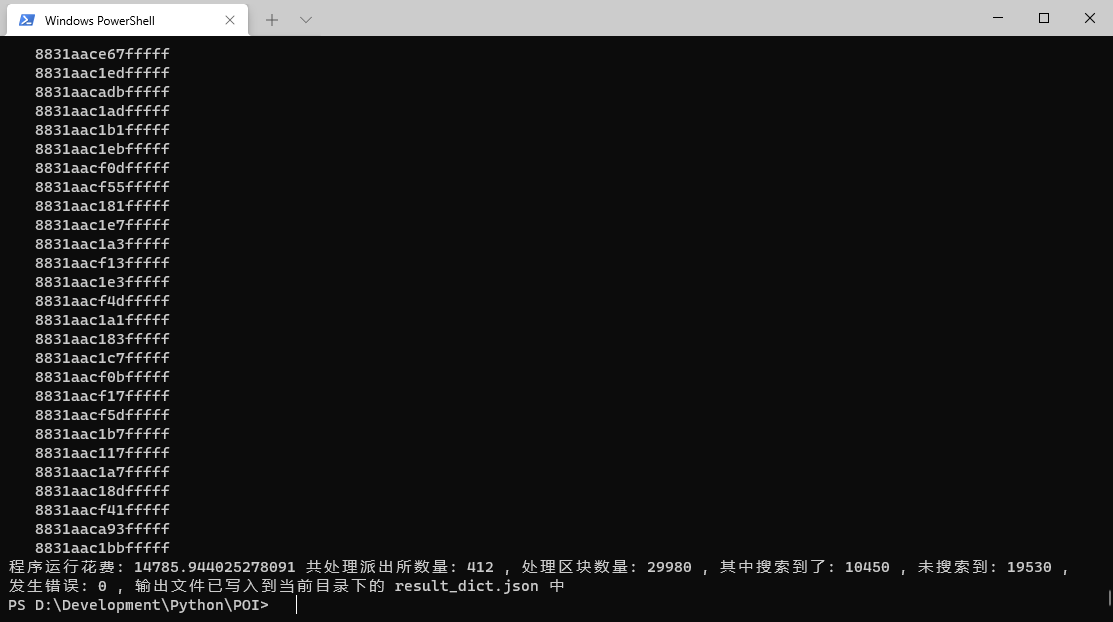 Windows PowerShell
8831aace67fffff
8831aac1edfffff
8831aacadbfffff
8831aac1adfffff
8831aac1b1fffff
8831aac1ebfffff
8831aacf0dfffff
8831aacf55fffff
8831aac181fffff
8831aac1e7fffff
8831aac1a3fffff
8831aacf13fffff
8831aac1e3fffff
8831aacf4dfffff
8831aac1a1fffff
8831aac183fffff
8831aac1c7fffff
8831aacf0bfffff
8831aacf17fffff
8831aacf5dfffff
8831aac1b7fffff
8831aac117fffff
8831aac1a7fffff
8831aac18dfffff
8831aacf41fffff
8831aaca93fffff
8831aac1bbfffff
程序运行花费: 14785.944025278091 共处理派出所数量: 412 , 处理区块数量: 29980 , 其中搜索到了: 10450 , 未搜索到: 19530 ,
发生错误: 0 , 输出文件已写入到当前目录下的 result_dict.json 中
PS D:\Development\Python\POI>